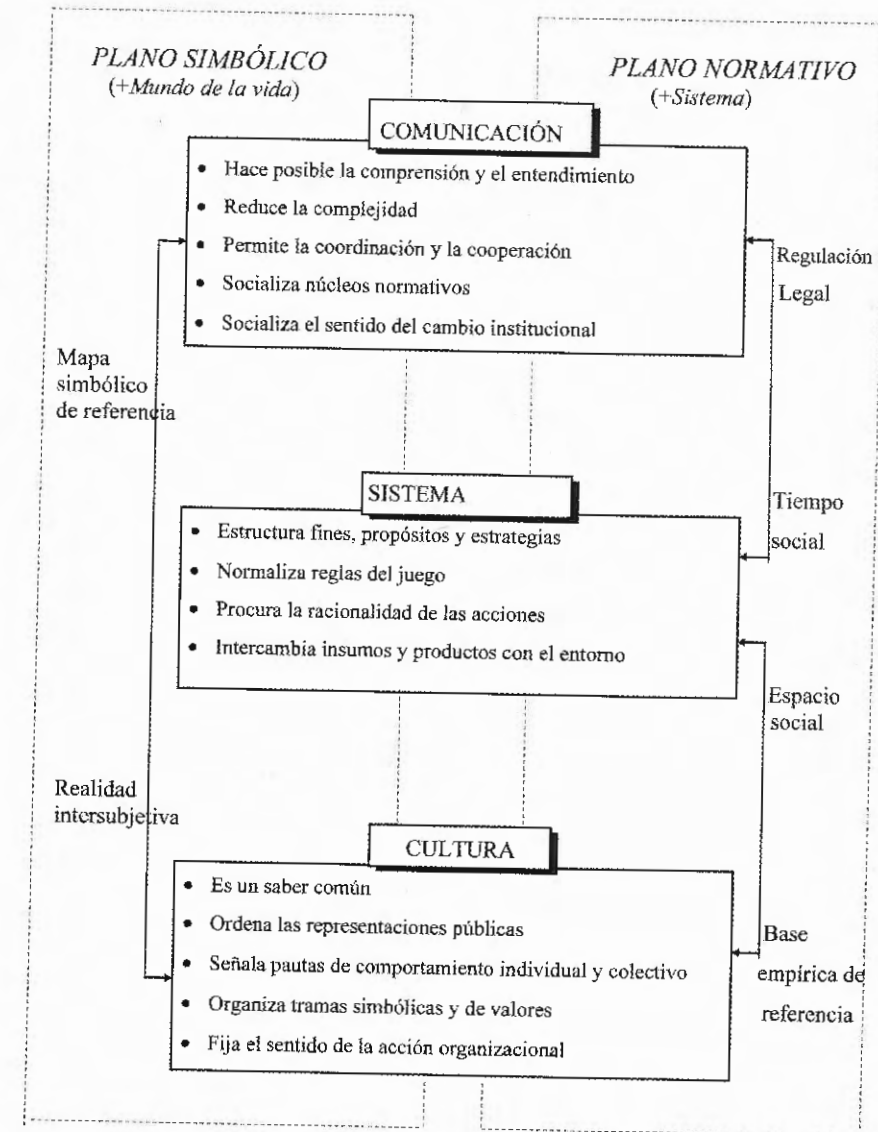 PLANO SIMBÓLICO
(+Mundo de la vida)
PLANO NORMATIVO
(+Sistema)
COMUNICACIÓN
• Hace posible la comprensión y el entendimiento
• Reduce la complejidad
• Permite la coordinación y la cooperación
• Socializa núcleos normativos
• Socializa el sentido del cambio institucional
Regulación
Legal
Mapa
simbólico
de referencia
SISTEMA
• Estructura fines, propósitos y estrategias
• Normaliza reglas del juego
• Procura la racionalidad de las acciones
• Intercambia insumos y productos con el entorno
Tiempo
social
Espacio
social
Realidad
intersubjetiva
CULTURA
• Es un saber común
• Ordena las representaciones públicas
• Señala pautas de comportamiento individual y colectivo
• Organiza tramas simbólicas y de valores
• Fija el sentido de la acción organizacional
Base
empírica de
referencia